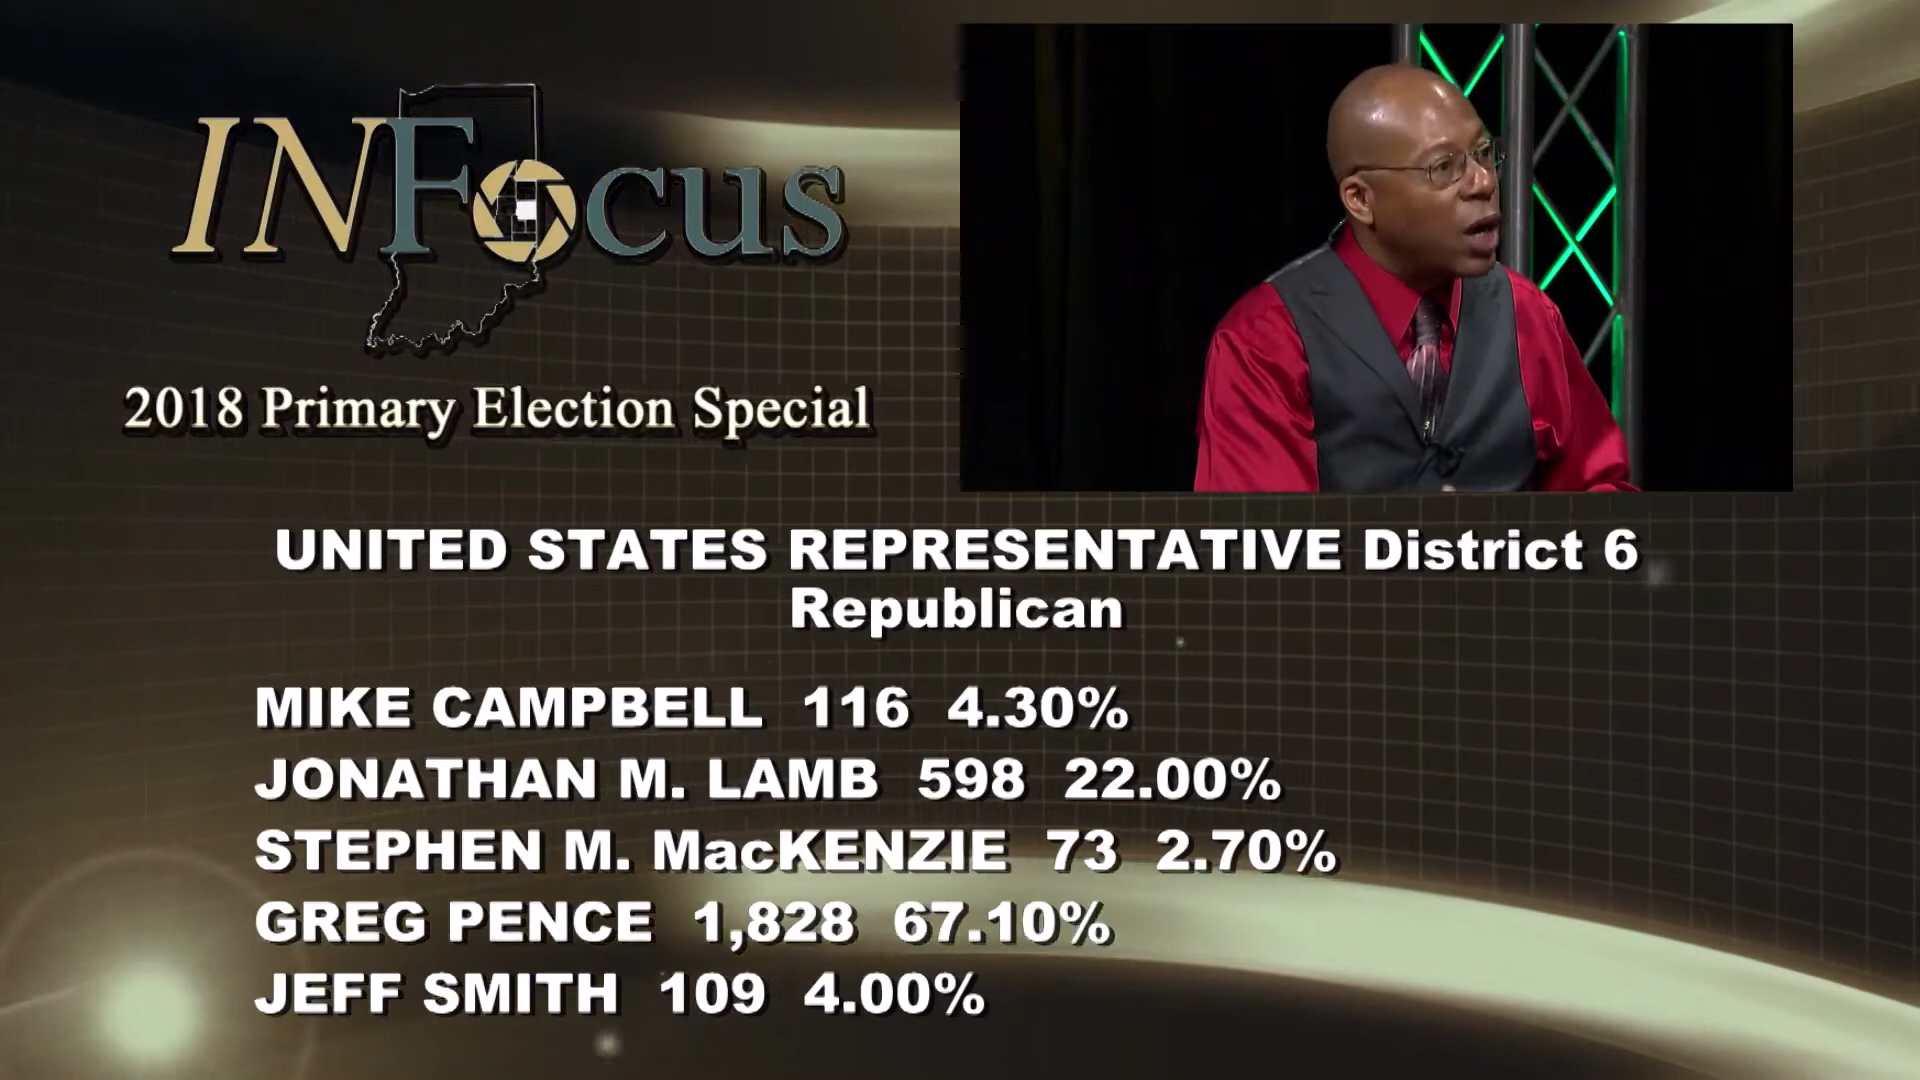 INFocus
2018 Primary Election Special
UNITED STATES REPRESENTATIVE District 6
Republican
MIKE CAMPBELL 116 4.30%
JONATHAN M. LAMB 598 22.00%
STEPHEN M. MacKENZIE 73 2.70%
GREG PENCE 1,828 67.10%
JEFF SMITH 109 4.00%